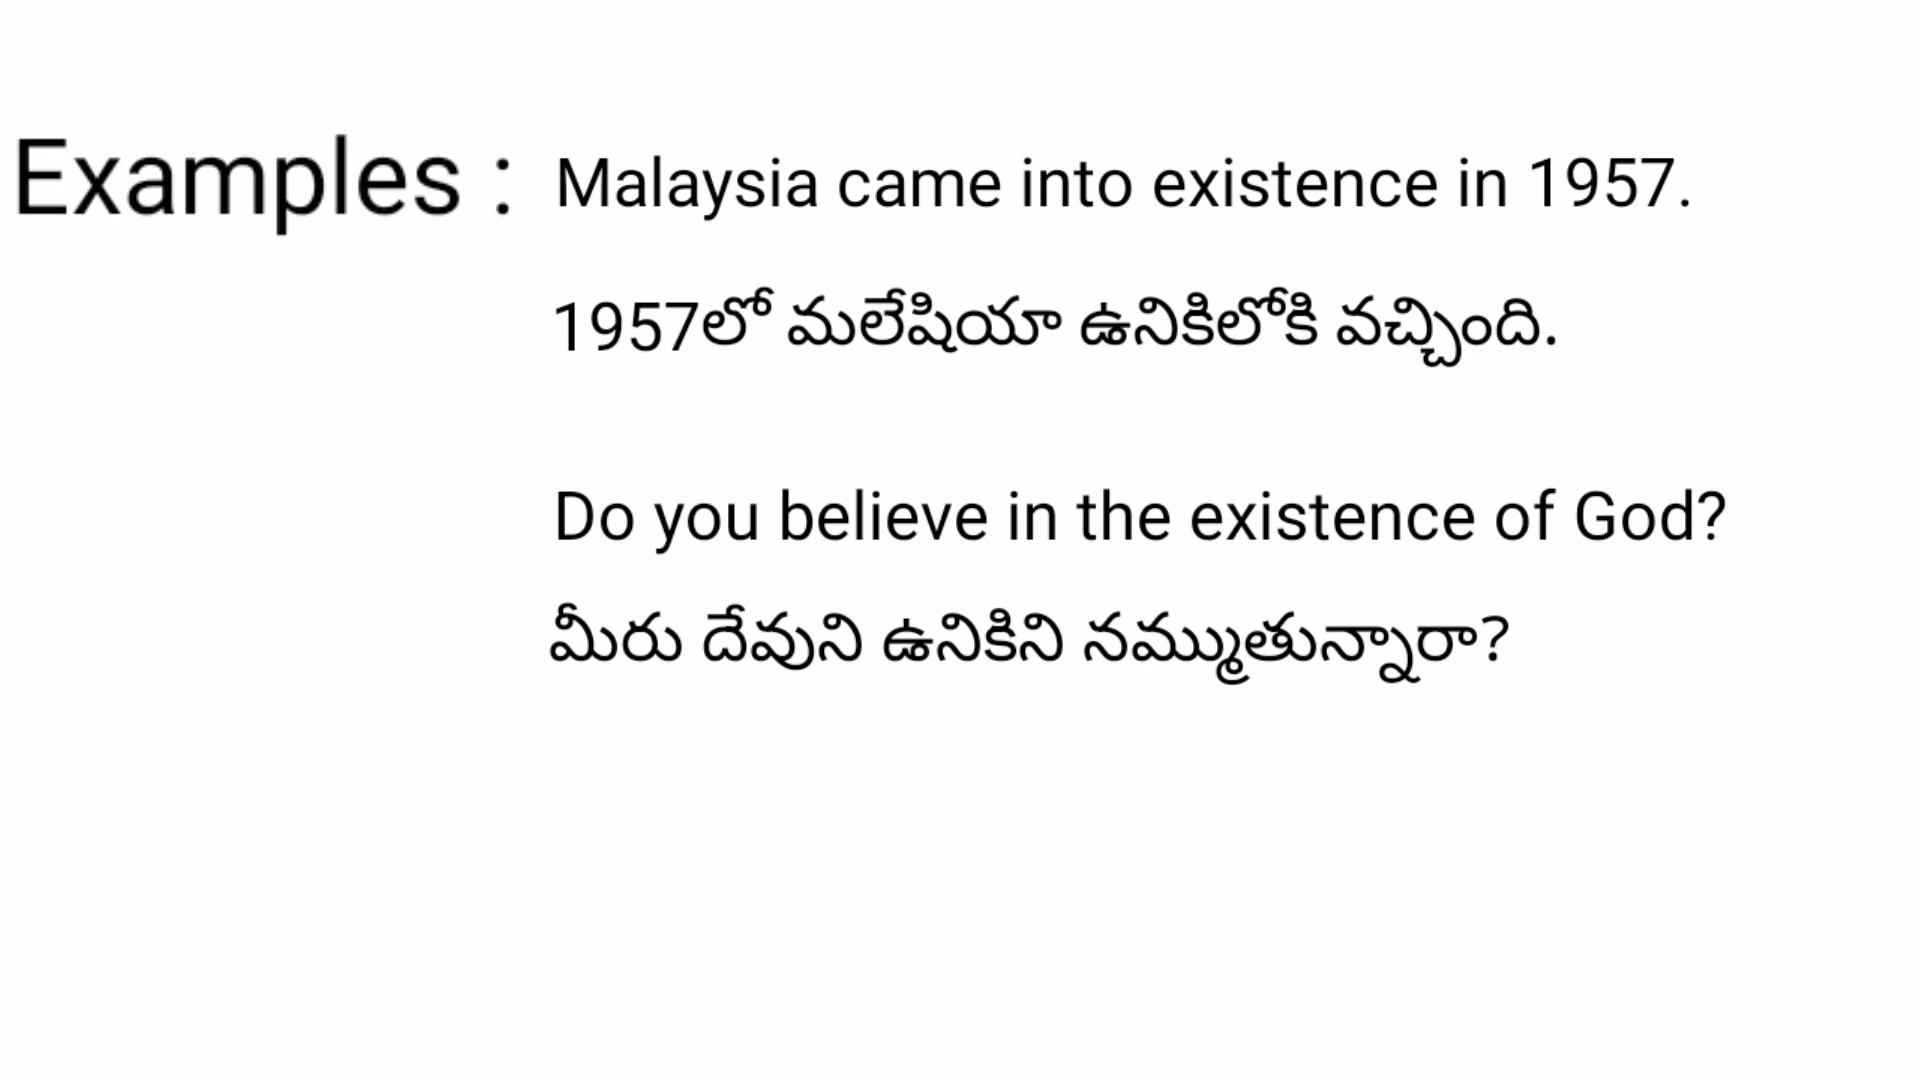 Examples : Malaysia came into existence in 1957.
1957లో మలేషియా ఉనికిలోకి వచ్చింది.
Do you believe in the existence of God?
మీరు దేవుని ఉనికిని నమ్ముతున్నారా?